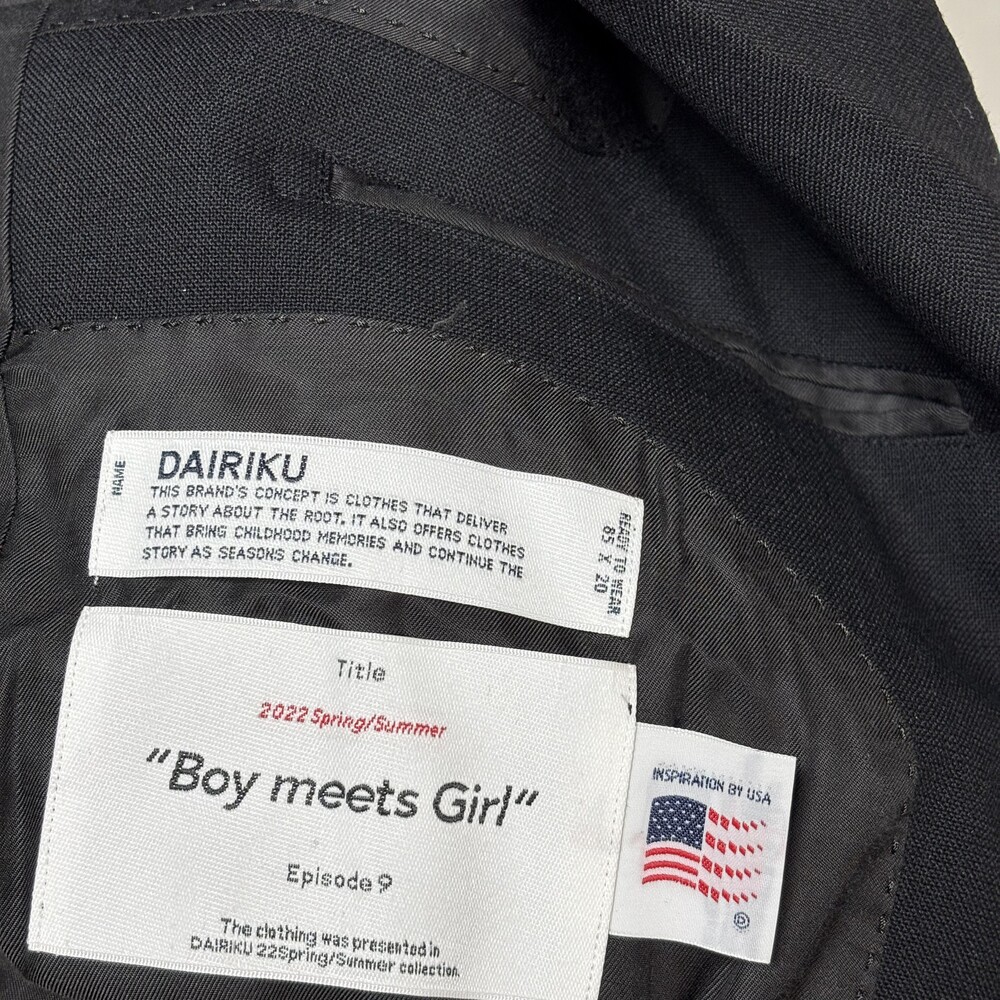 NAME
DAIRIKU
THIS BRAND'S CONCEPT IS CLOTHES THAT DELIVER
A STORY ABOUT THE ROOT. IT ALSO OFFERS CLOTHES
THAT BRING CHILDHOOD MEMORIES AND CONTINUE THE
STORY AS SEASONS CHANGE.
READY TO WEAR
85 X 20
Title
2022 Spring/Summer
"Boy meets Girl"
Episode 9
The clothing was presented in
DAIRIKU 22Spring/Summer collection.
INSPIRATION BY USA